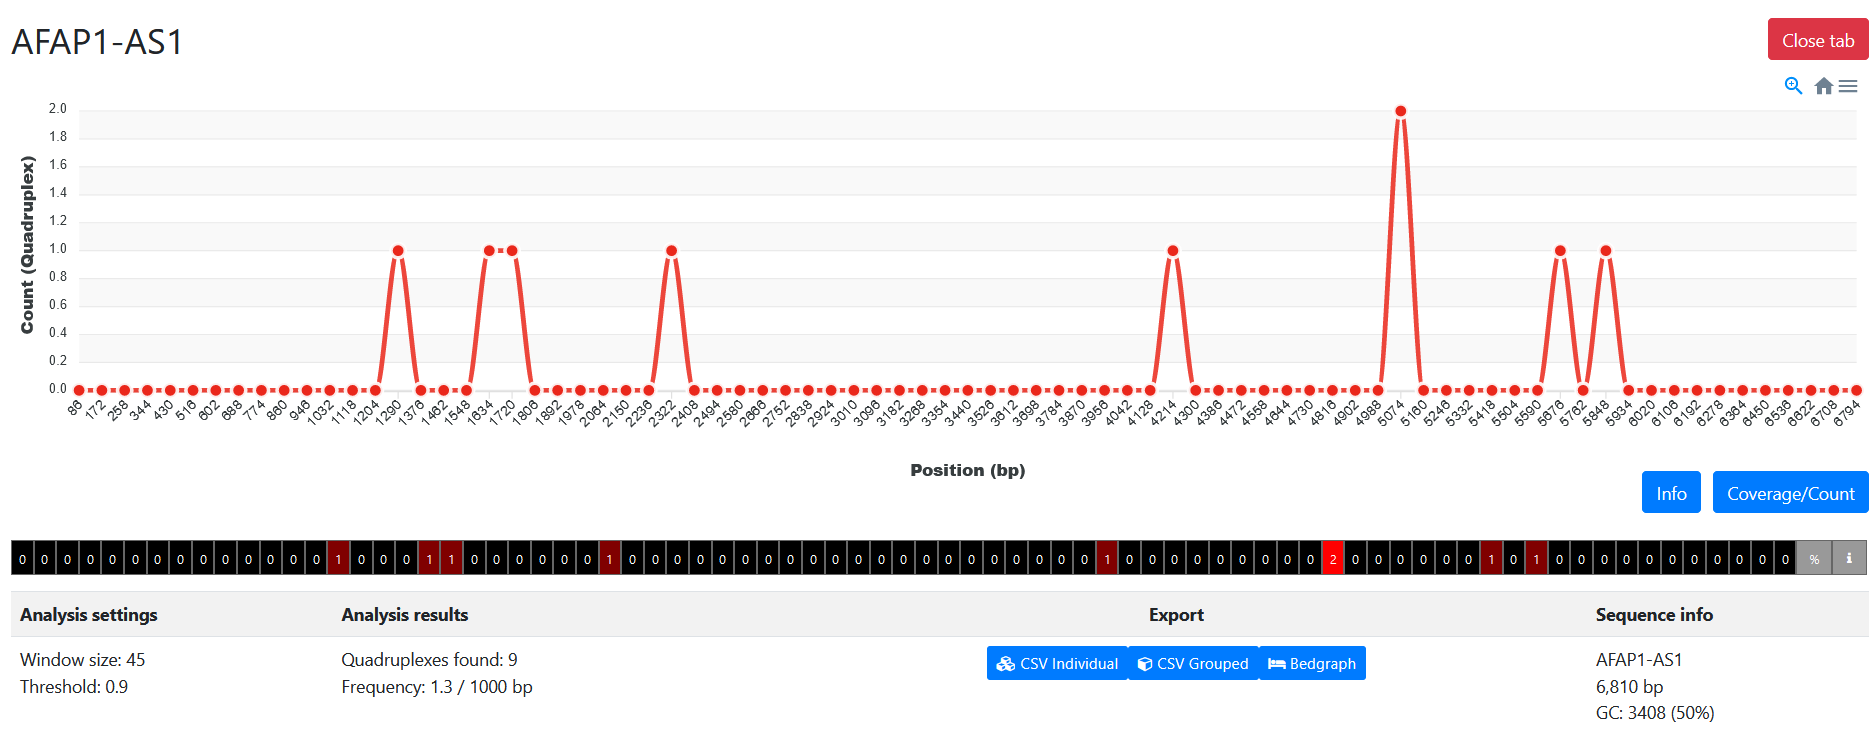 AFAP1-AS1
Close tab
2.0
1.8
1.6
1.4
1.2
1.0
0.8
0.6
0.4
0.2
0.0
Count (Quadruplex)
86 172 258 344 430 516 602 688 774 860 946 1032 1118 1204 1290 1376 1462 1548 1634 1720 1806 1892 1978 2064 2150 2236 2322 2408 2494 2580 2666 2752 2838 2924 3010 3096 3182 3268 3354 3440 3526 3612 3698 3784 3870 3956 4042 4128 4214 4300 4386 4472 4558 4644 4730 4816 4902 4988 5074 5160 5246 5332 5418 5504 5590 5676 5762 5848 5934 6020 6106 6192 6278 6364 6450 6536 6622 6708 6794
Position (bp)
Info Coverage/Count
0 0 0 0 0 0 0 0 0 0 0 0 0 0 1 0 0 0 1 1 0 0 0 0 0 0 1 0 0 0 0 0 0 0 0 0 0 0 0 0 0 0 0 0 0 0 0 0 1 0 0 0 0 0 0 0 0 0 2 0 0 0 0 0 0 1 0 1 0 0 0 0 0 0 0 0 0 0 0 % i
Analysis settings Analysis results Export Sequence info
Window size: 45 Quadruplexes found: 9 CSV Individual CSV Grouped Bedgraph AFAP1-AS1
Threshold: 0.9 Frequency: 1.3 / 1000 bp 6,810 bp
GC: 3408 (50%)